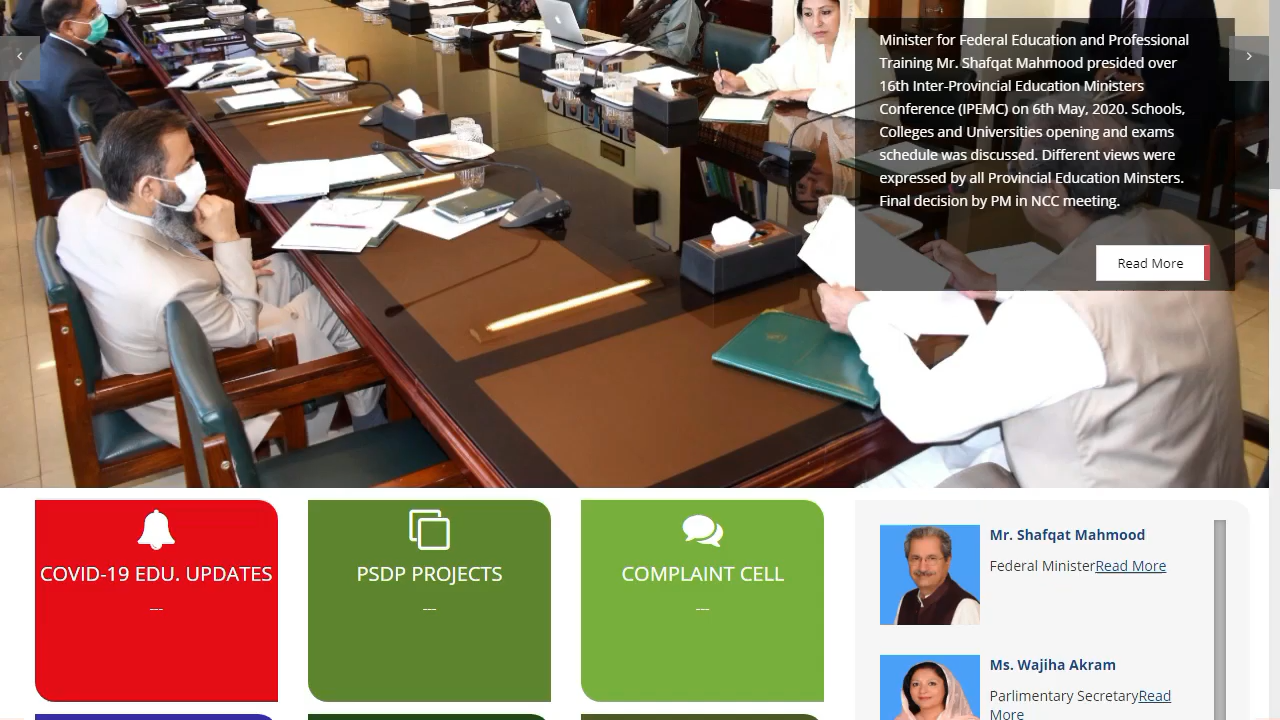 Minister for Federal Education and Professional
Training Mr. Shafqat Mahmood presided over
16th Inter-Provincial Education Ministers
Conference (IPEMC) on 6th May, 2020. Schools,
Colleges and Universities opening and exams
schedule was discussed. Different views were
expressed by all Provincial Education Minsters.
Final decision by PM in NCC meeting.
Read More
COVID-19 EDU. UPDATES
---
PSDP PROJECTS
---
COMPLAINT CELL
---
Mr. Shafqat Mahmood
Federal MinisterRead More
Ms. Wajiha Akram
Parlimentary SecretaryRead
More